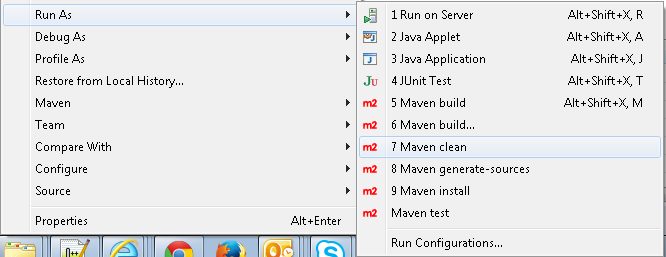 Run As
Debug As
Profile As
Restore from Local History...
Maven
Team
Compare With
Configure
Source
Properties Alt+Enter
1 Run on Server Alt+Shift+X, R
2 Java Applet Alt+Shift+X, A
3 Java Application Alt+Shift+X, J
Ju 4 JUnit Test Alt+Shift+X, T
m2 5 Maven build Alt+Shift+X, M
m2 6 Maven build...
m2 7 Maven clean
m2 8 Maven generate-sources
m2 9 Maven install
m2 Maven test
Run Configurations...